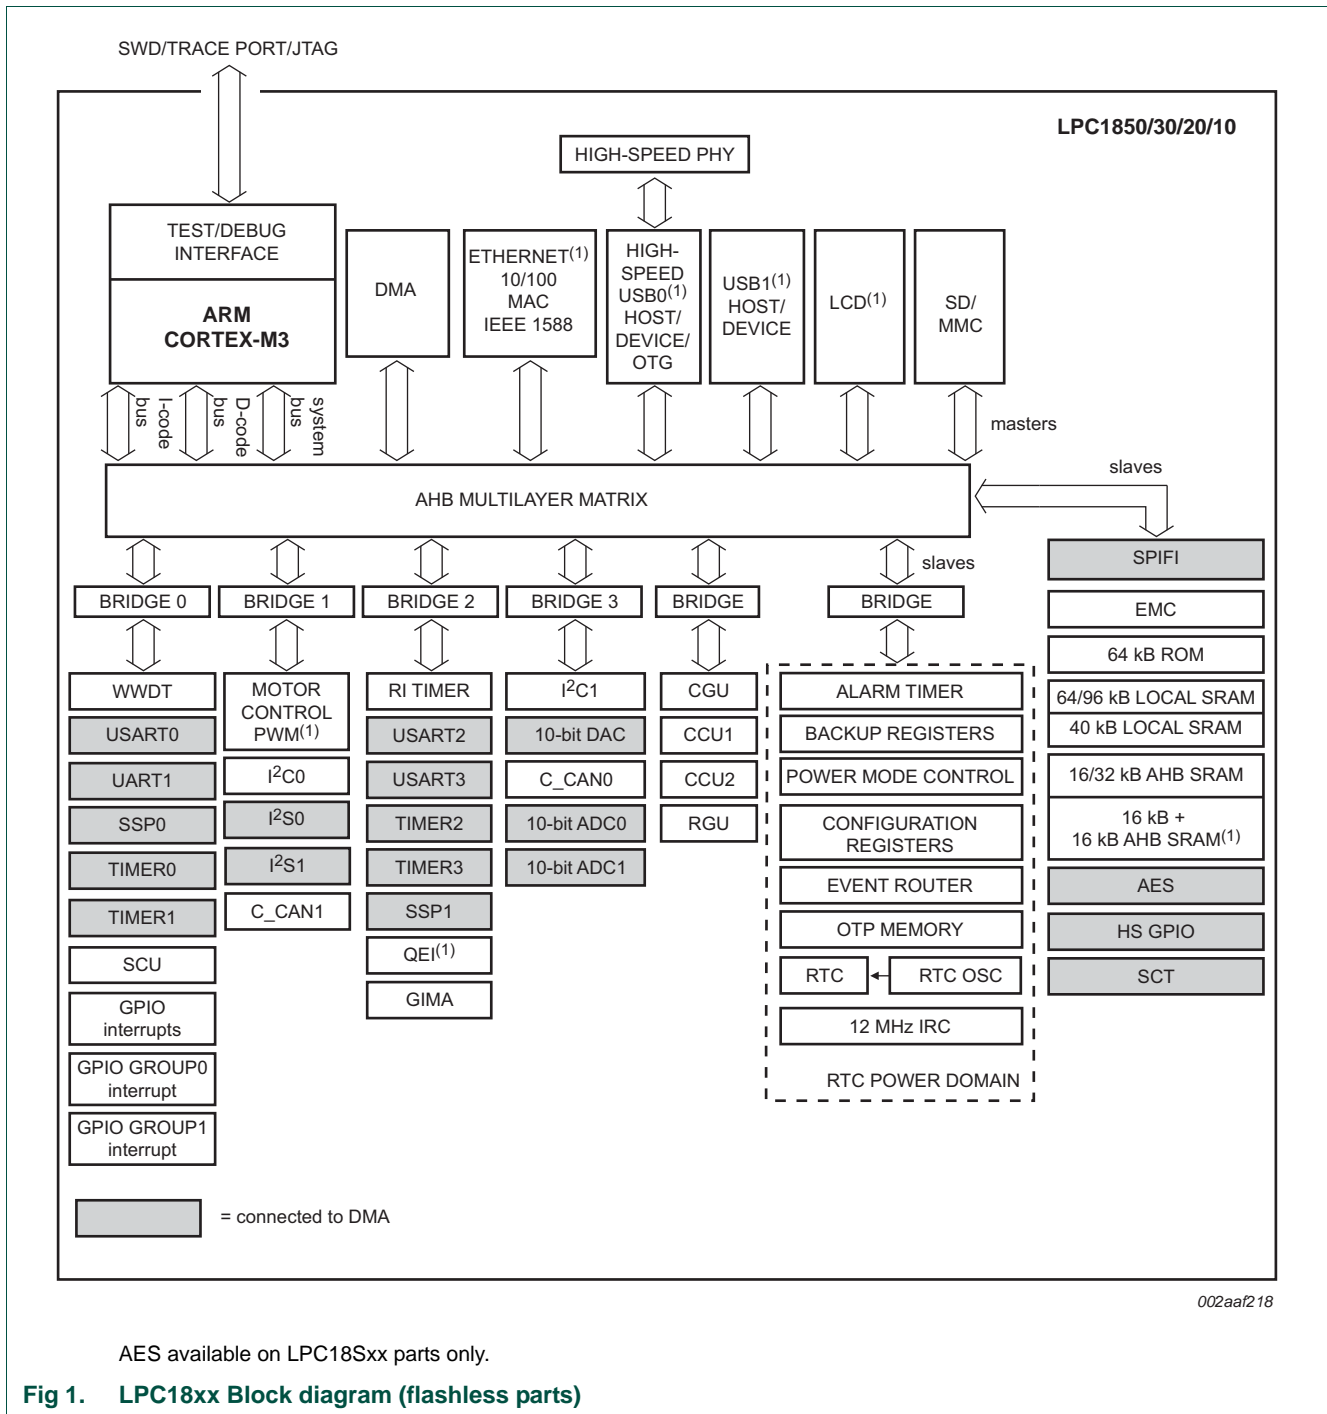 SWD/TRACE PORT/JTAG
LPC1850/30/20/10
HIGH-SPEED PHY
TEST/DEBUG
INTERFACE
ARM
CORTEX-M3
DMA
ETHERNET(1)
10/100
MAC
IEEE 1588
HIGH-
SPEED
USB0(1)
HOST/
DEVICE/
OTG
USB1(1)
HOST/
DEVICE
LCD(1)
SD/
MMC
I-code
bus
D-code
bus
system
bus
masters
slaves
AHB MULTILAYER MATRIX
slaves
BRIDGE 0
BRIDGE 1
BRIDGE 2
BRIDGE 3
BRIDGE
BRIDGE
WWDT
USART0
UART1
SSP0
TIMER0
TIMER1
SCU
GPIO
interrupts
GPIO GROUP0
interrupt
GPIO GROUP1
interrupt
MOTOR
CONTROL
PWM(1)
I2C0
I2S0
I2S1
C_CAN1
RI TIMER
USART2
USART3
TIMER2
TIMER3
SSP1
QEI(1)
GIMA
I2C1
10-bit DAC
C_CAN0
10-bit ADC0
10-bit ADC1
CGU
CCU1
CCU2
RGU
ALARM TIMER
BACKUP REGISTERS
POWER MODE CONTROL
CONFIGURATION
REGISTERS
EVENT ROUTER
OTP MEMORY
RTC
RTC OSC
12 MHz IRC
RTC POWER DOMAIN
SPIFI
EMC
64 kB ROM
64/96 kB LOCAL SRAM
40 kB LOCAL SRAM
16/32 kB AHB SRAM
16 kB +
16 kB AHB SRAM(1)
AES
HS GPIO
SCT
= connected to DMA
002aaf218
AES available on LPC18Sxx parts only.
Fig 1. LPC18xx Block diagram (flashless parts)